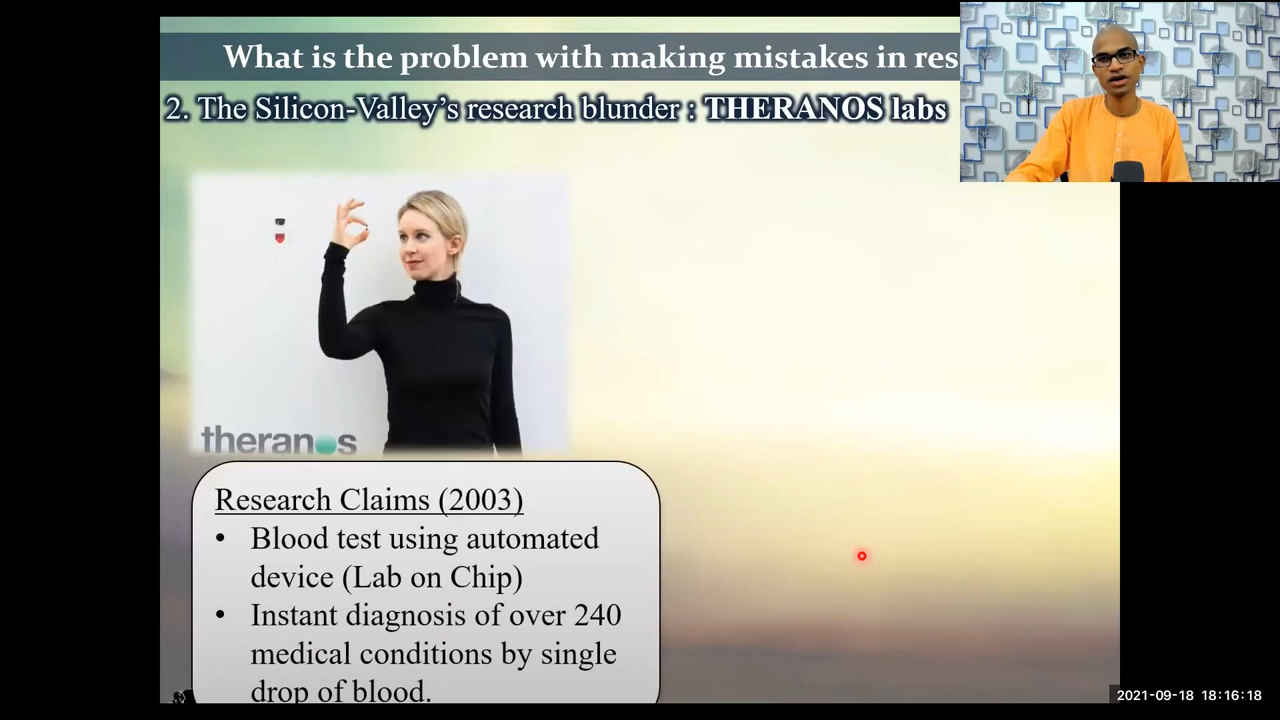 What is the problem with making mistakes in res
2. The Silicon-Valley's research blunder : THERANOS labs
theranos
Research Claims (2003)
• Blood test using automated
device (Lab on Chip)
• Instant diagnosis of over 240
medical conditions by single
drop of blood.
2021-09-18 18:16:18